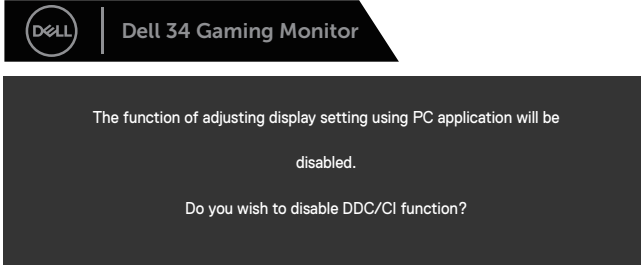 DELL
Dell 34 Gaming Monitor
The function of adjusting display setting using PC application will be
disabled.
Do you wish to disable DDC/CI function?